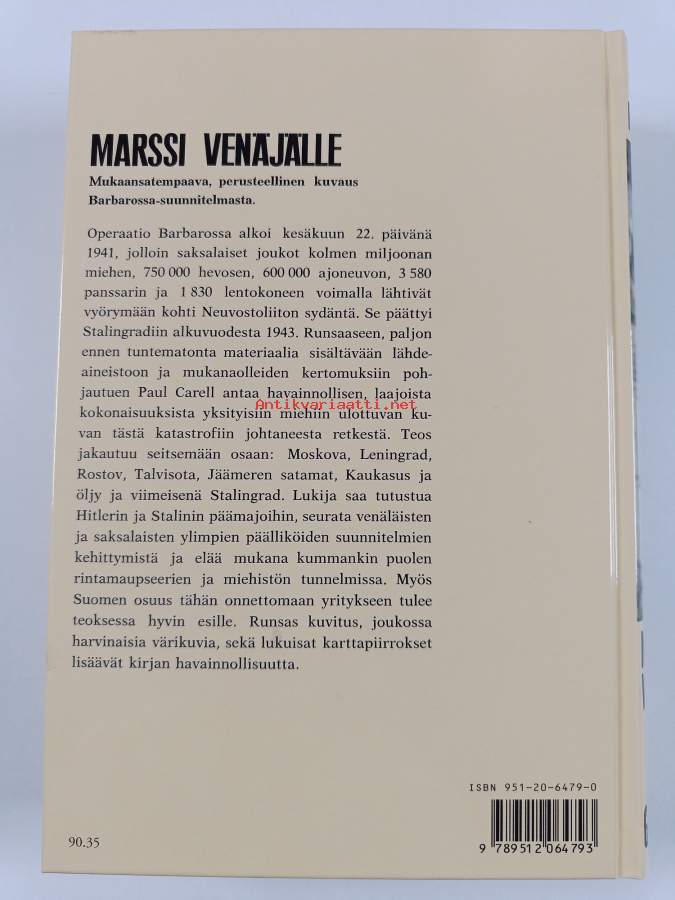 MARSSI VENÄJÄLLE
Mukaansatempaava, perusteellinen kuvaus
Barbarossa-suunnitelmasta.
Operaatio Barbarossa alkoi kesäkuun 22. päivänä
1941, jolloin saksalaiset joukot kolmen miljoonan
miehen, 750 000 hevosen, 600 000 ajoneuvon, 3 580
panssarin ja 1 830 lentokoneen voimalla lähtivät
vyörymään kohti Neuvostoliiton sydäntä. Se päättyi
Stalingradiin alkuvuodesta 1943. Runsaaseen, paljon
ennen tuntematonta materiaalia sisältävään lähde-
aineistoon ja mukanaolleiden kertomuksiin poh-
jautuen Paul Carell antaa havainnollisen, laajoista
Antikvariaatti.net
kokonaisuuksista yksityisiin miehiin ulottuvan ku-
van tästä katastrofiin johtaneesta retkestä. Teos
jakautuu seitsemään osaan: Moskova, Leningrad,
Rostov, Talvisota, Jäämeren satamat, Kaukasus ja
öljy ja viimeisenä Stalingrad. Lukija saa tutustua
Hitlerin ja Stalinin päämajoihin, seurata venäläisten
ja saksalaisten ylimpien päälliköiden suunnitelmien
kehittymistä ja elää mukana kummankin puolen
rintamaupseerien ja miehistön tunnelmissa. Myös
Suomen osuus tähän onnettomaan yritykseen tulee
teoksessa hyvin esille. Runsas kuvitus, joukossa
harvinaisia värikuvia, sekä lukuisat karttapiirrokset
lisäävät kirjan havainnollisuutta.
ISBN 951-20-6479-0
9 789512 064793
90.35